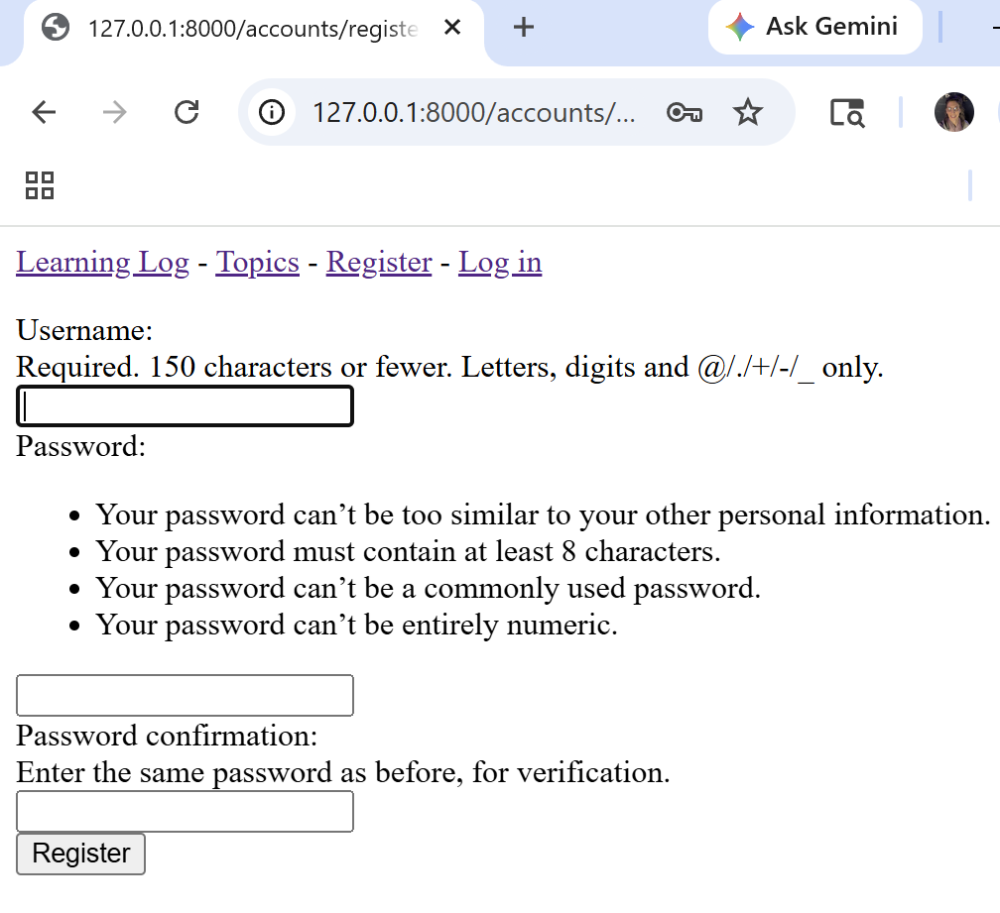 127.0.0.1:8000/accounts/registe
Ask Gemini
127.0.0.1:8000/accounts/...
Learning Log - Topics - Register - Log in
Username:
Required. 150 characters or fewer. Letters, digits and @/./+/-/_ only.
Password:
Your password can’t be too similar to your other personal information.
Your password must contain at least 8 characters.
Your password can’t be a commonly used password.
Your password can’t be entirely numeric.
Password confirmation:
Enter the same password as before, for verification.
Register